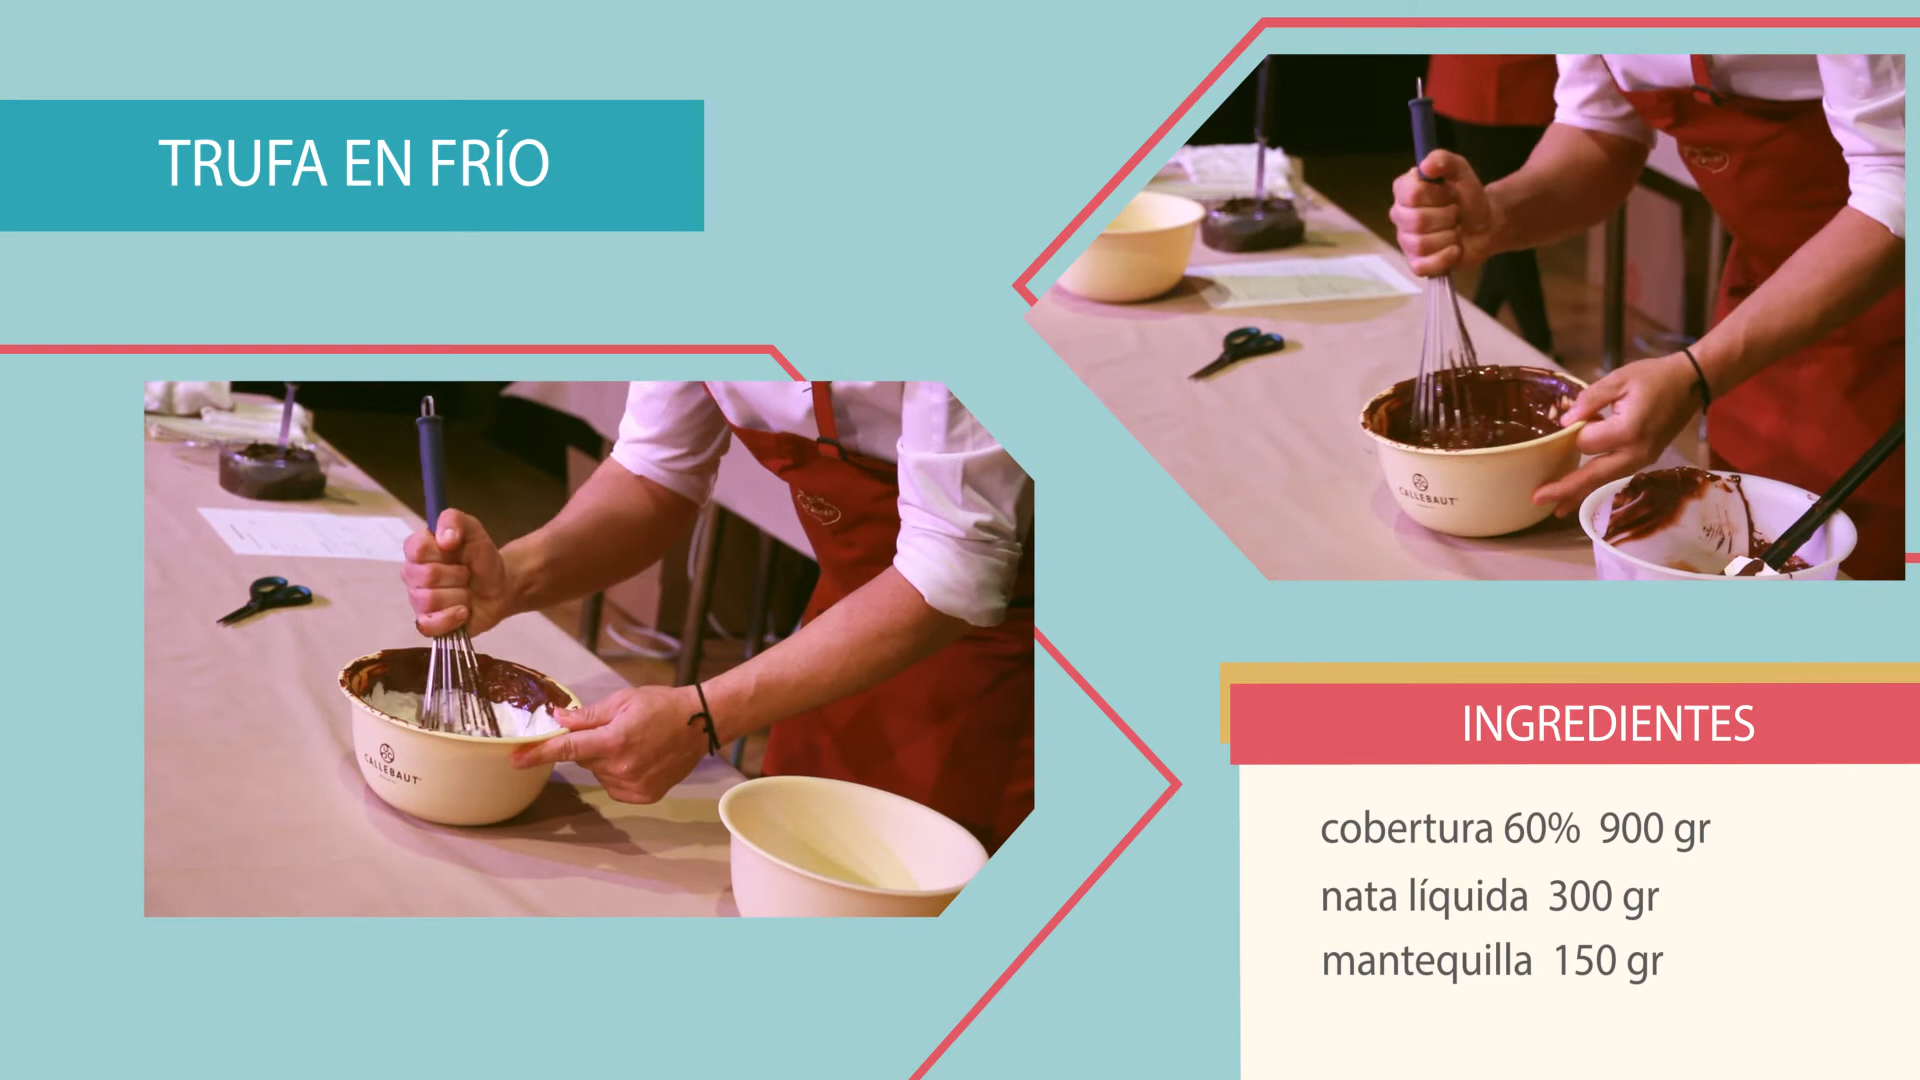 TRUFA EN FRÍO
CALLEBAUT
CALLEBAUT
INGREDIENTES
cobertura 60% 900 gr
nata líquida 300 gr
mantequilla 150 gr